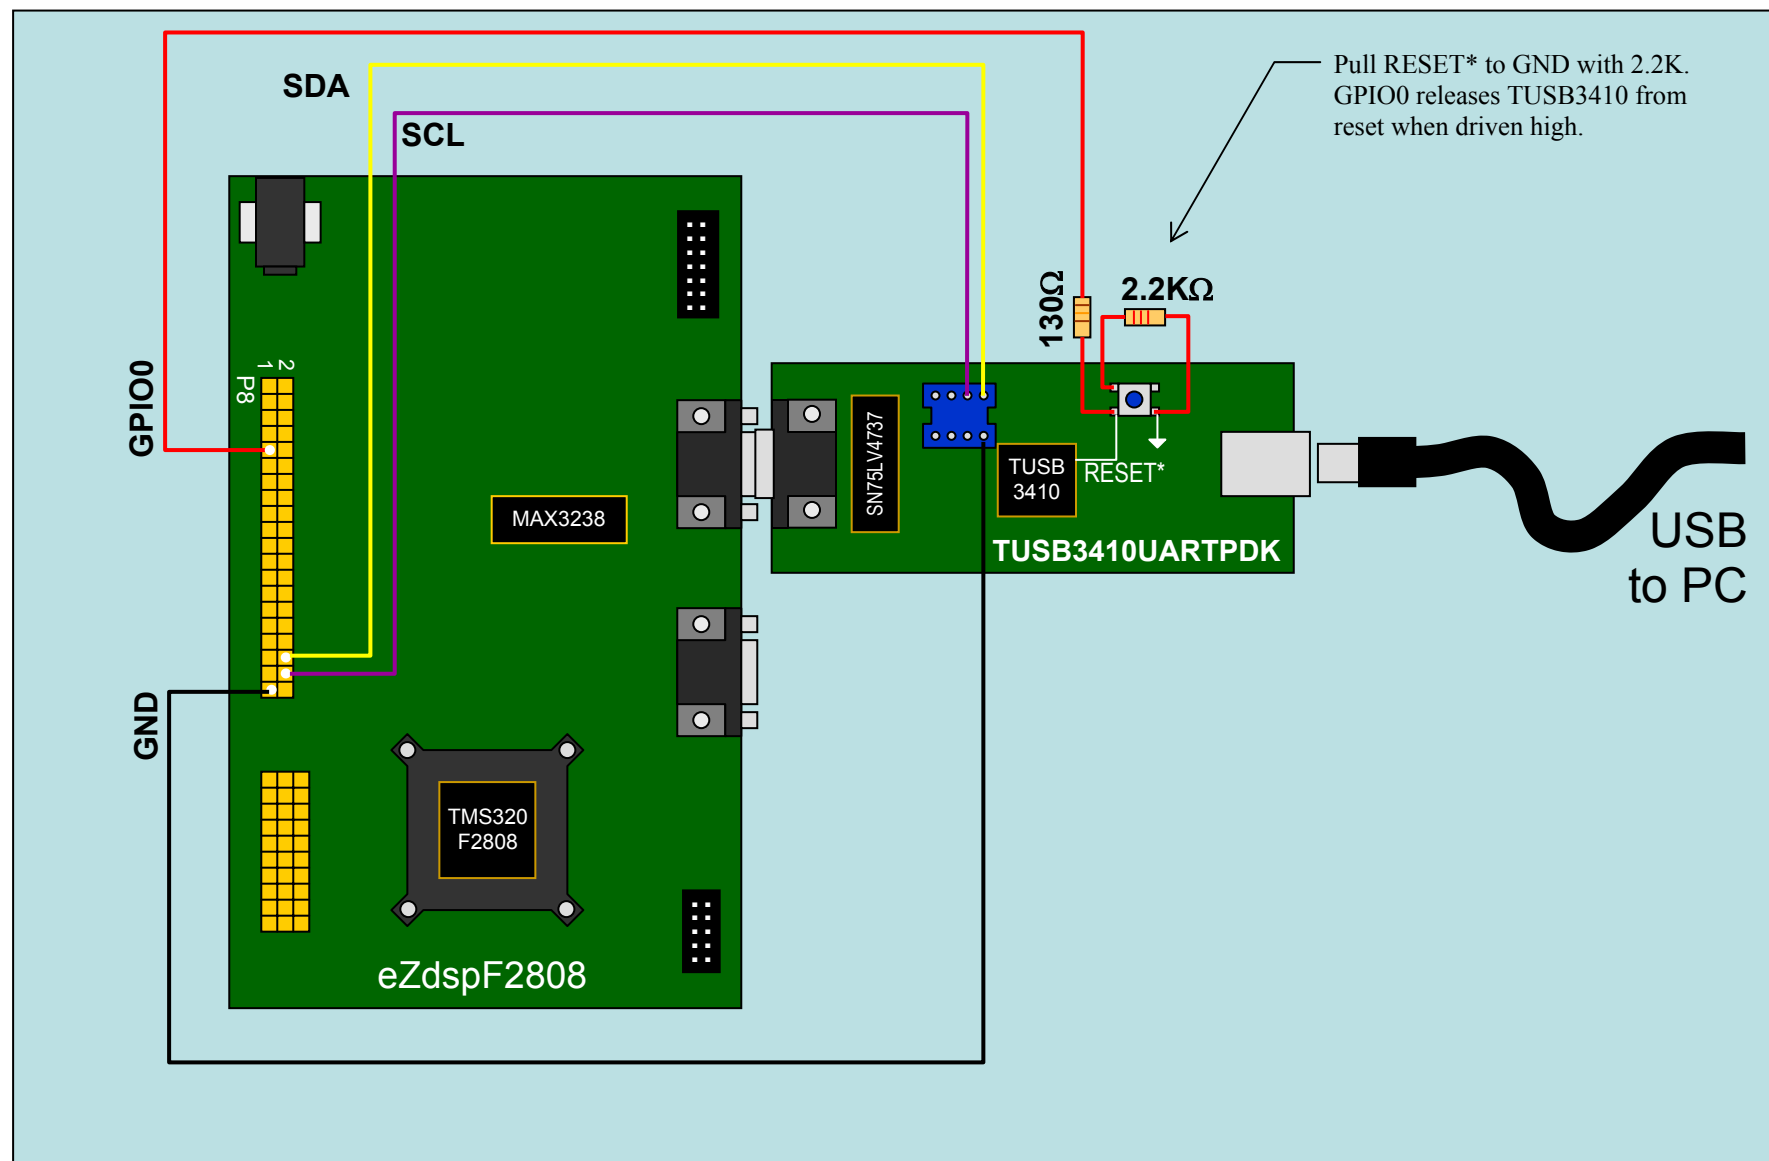 SDA
SCL
Pull RESET* to GND with 2.2K.
GPIO0 releases TUSB3410 from
reset when driven high.
130Ω
2.2KΩ
GPIO0
1
2
P8
MAX3238
SN75LV4737
TUSB
3410
RESET*
TUSB3410UARTPDK
USB
to PC
GND
TMS320
F2808
eZdspF2808